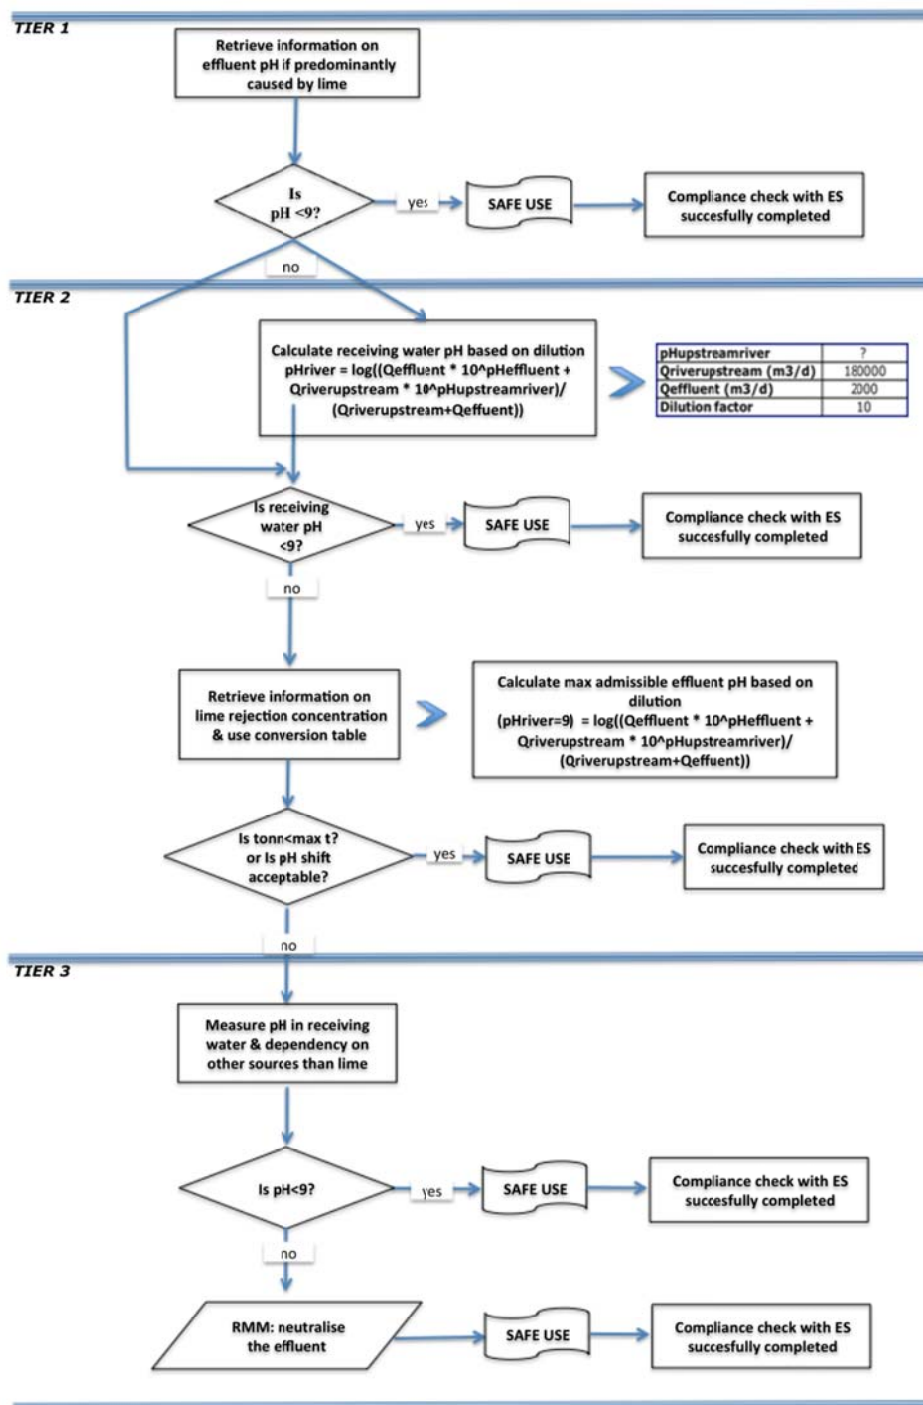 TIER 1
Retrieve information on
effluent pH if predominantly
caused by lime
Is
pH <9?
yes
SAFE USE
Compliance check with ES
succesfully completed
no
TIER 2
Calculate receiving water pH based on dilution
pHriver = log((Qeffluent * 10^pHeffluent +
Qriverupstream * 10^pHupstreamriver)/
(Qriverupstream+Qeffuent))
pHupstreamriver ?
Qriverupstream (m3/d) 180000
Qeffluent (m3/d) 2000
Dilution factor 10
Is receiving
water pH
<9?
yes
SAFE USE
Compliance check with ES
succesfully completed
no
Retrieve information on
lime rejection concentration
& use conversion table
Calculate max admissible effluent pH based on
dilution
(pHriver=9) = log((Qeffluent * 10^pHeffluent +
Qriverupstream * 10^pHupstreamriver)/
(Qriverupstream+Qeffuent))
Is tonn<max t?
or Is pH shift
acceptable?
yes
SAFE USE
Compliance check with ES
succesfully completed
no
TIER 3
Measure pH in receiving
water & dependency on
other sources than lime
Is pH<9?
yes
SAFE USE
Compliance check with ES
succesfully completed
no
RMM: neutralise
the effluent
SAFE USE
Compliance check with ES
succesfully completed